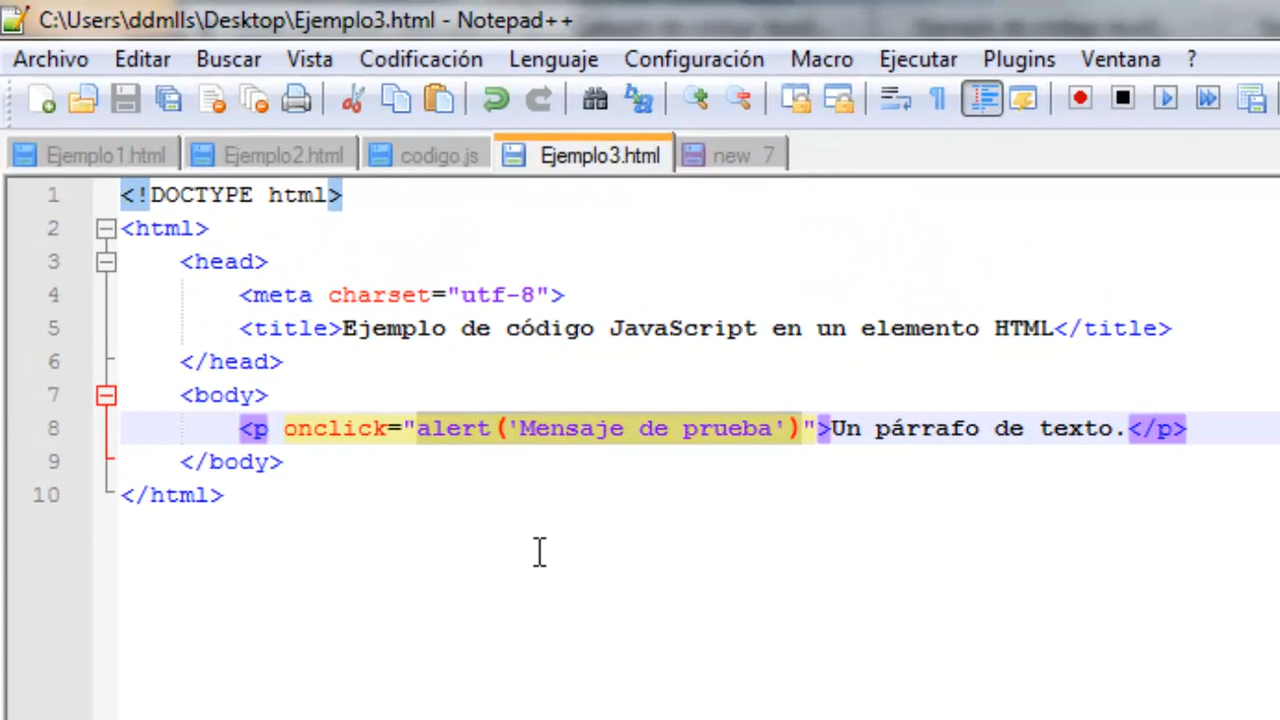 C:\Users\ddmlls\Desktop\Ejemplo3.html - Notepad++
Archivo Editar Buscar Vista Codificación Lenguaje Configuración Macro Ejecutar Plugins Ventana ?
Ejemplo1.html Ejemplo2.html codigo.js Ejemplo3.html new 7
1 <!DOCTYPE html>
2 <html>
3 <head>
4 <meta charset="utf-8">
5 <title>Ejemplo de código JavaScript en un elemento HTML</title>
6 </head>
7 <body>
8 <p onclick="alert('Mensaje de prueba')">Un párrafo de texto.</p>
9 </body>
10 </html>